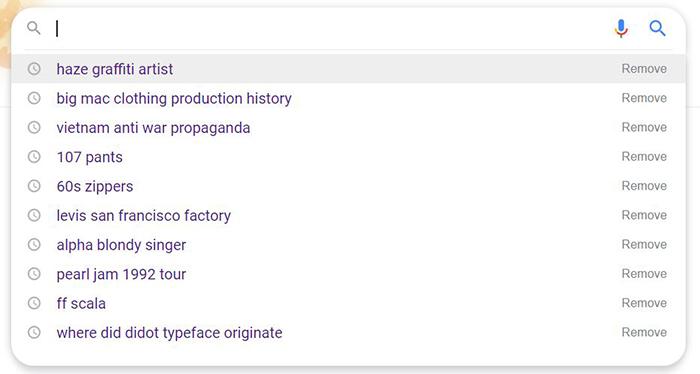 haze graffiti artist Remove
big mac clothing production history Remove
vietnam anti war propaganda Remove
107 pants Remove
60s zippers Remove
levis san francisco factory Remove
alpha blondy singer Remove
pearl jam 1992 tour Remove
ff scala Remove
where did didot typeface originate Remove